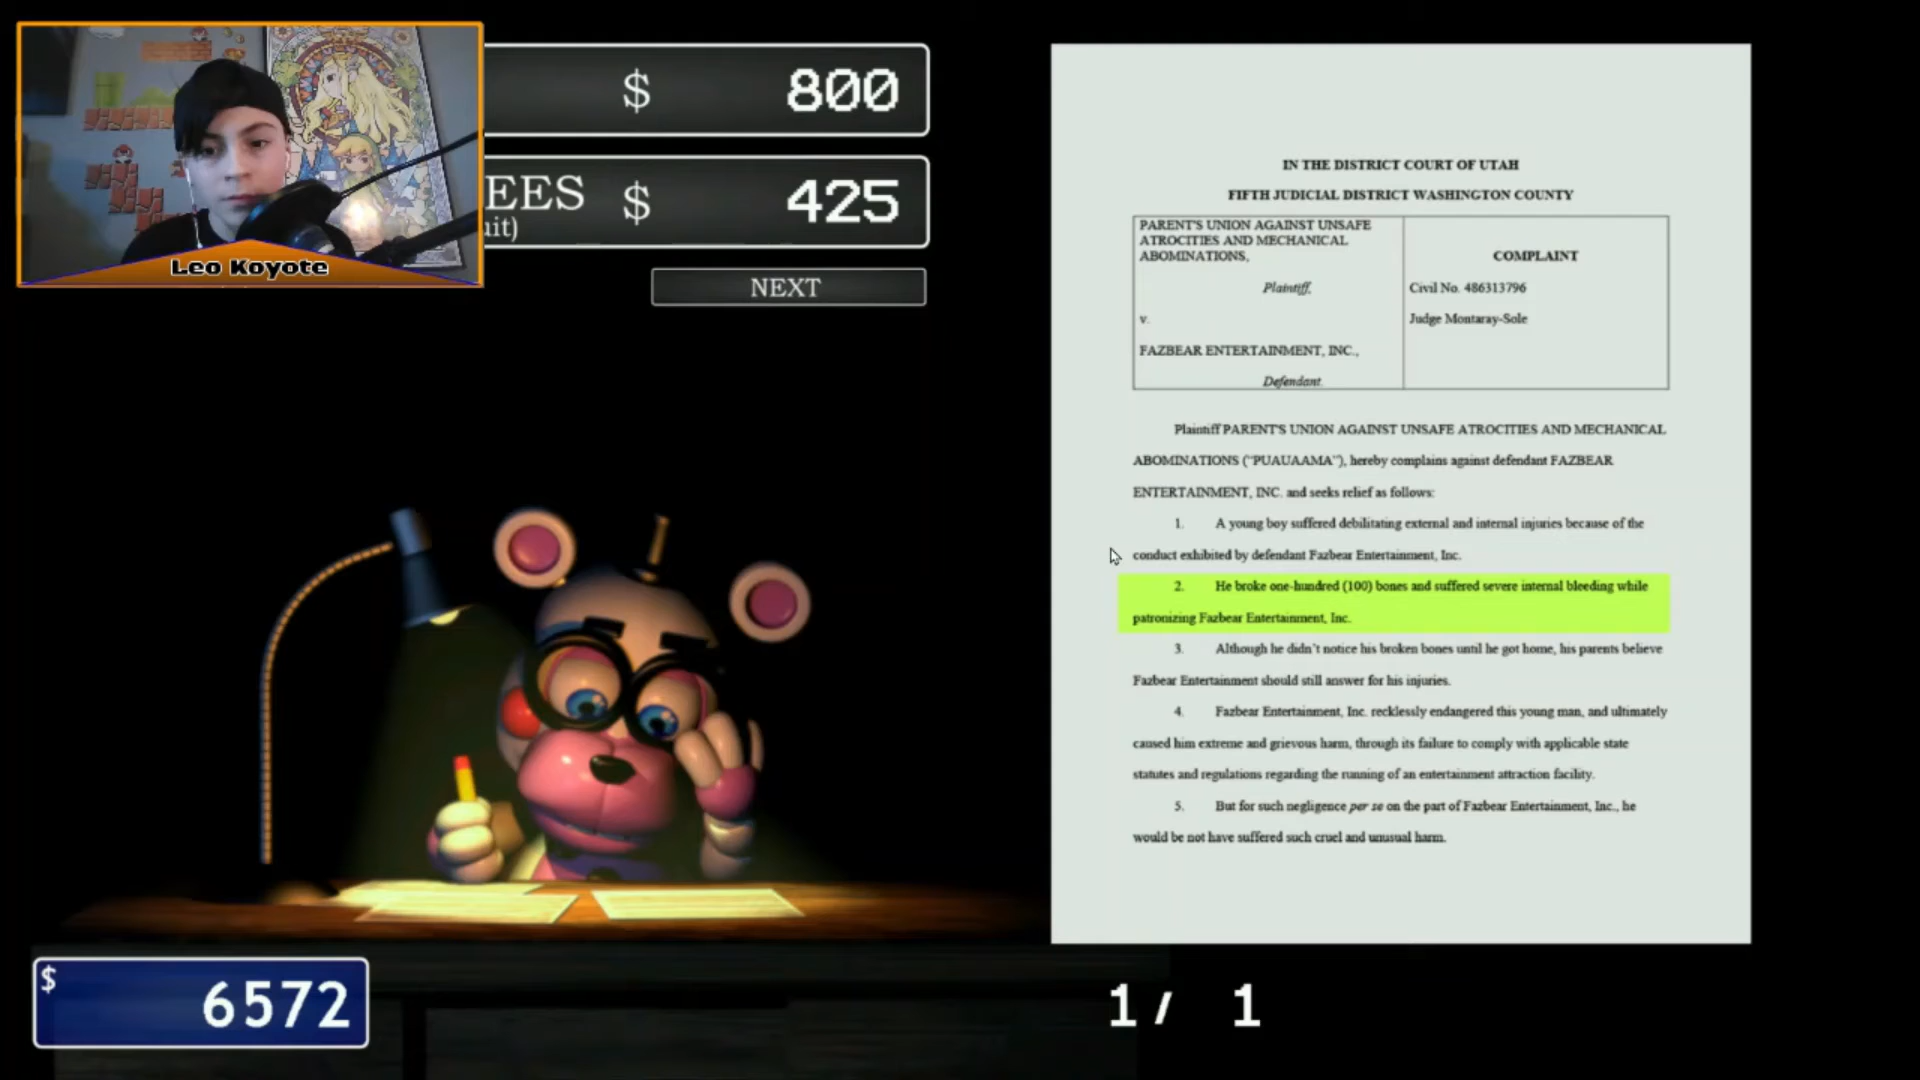 Leo Koyote
$ 800
EES $ 425
uit)
NEXT
IN THE DISTRICT COURT OF UTAH
FIFTH JUDICIAL DISTRICT WASHINGTON COUNTY
PARENT'S UNION AGAINST UNSAFE
ATROCITIES AND MECHANICAL
ABOMINATIONS,
Plaintiff,
v.
FAZBEAR ENTERTAINMENT, INC.,
Defendant.
COMPLAINT
Civil No. 486313796
Judge Montaray-Sole
Plaintiff PARENT'S UNION AGAINST UNSAFE ATROCITIES AND MECHANICAL
ABOMINATIONS ("PUAUAAMA"), hereby complains against defendant FAZBEAR
ENTERTAINMENT, INC. and seeks relief as follows:
1. A young boy suffered debilitating external and internal injuries because of the
conduct exhibited by defendant Fazbear Entertainment, Inc.
2. He broke one-hundred (100) bones and suffered severe internal bleeding while
patronizing Fazbear Entertainment, Inc.
3. Although he didn't notice his broken bones until he got home, his parents believe
Fazbear Entertainment should still answer for his injuries.
4. Fazbear Entertainment, Inc. recklessly endangered this young man, and ultimately
caused him extreme and grievous harm, through its failure to comply with applicable state
statutes and regulations regarding the running of an entertainment attraction facility.
5. But for such negligence per se on the part of Fazbear Entertainment, Inc., he
would be not have suffered such cruel and unusual harm.
$ 6572
1 / 1